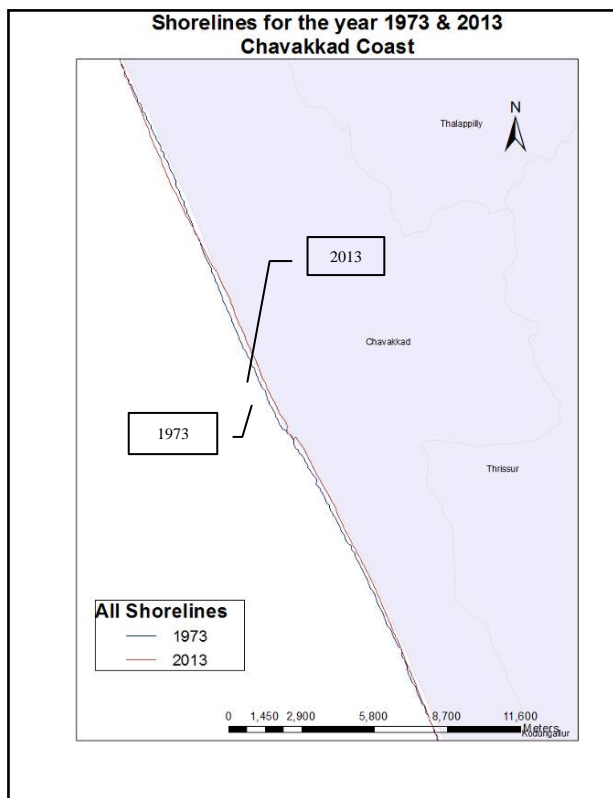 Shorelines for the year 1973 & 2013
Chavakkad Coast
N
Thalappilly
2013
Chavakkad
1973
Thrissur
All Shorelines
1973
2013
0 1,450 2,900 5,800 8,700 11,600
Meters
Kodungallur